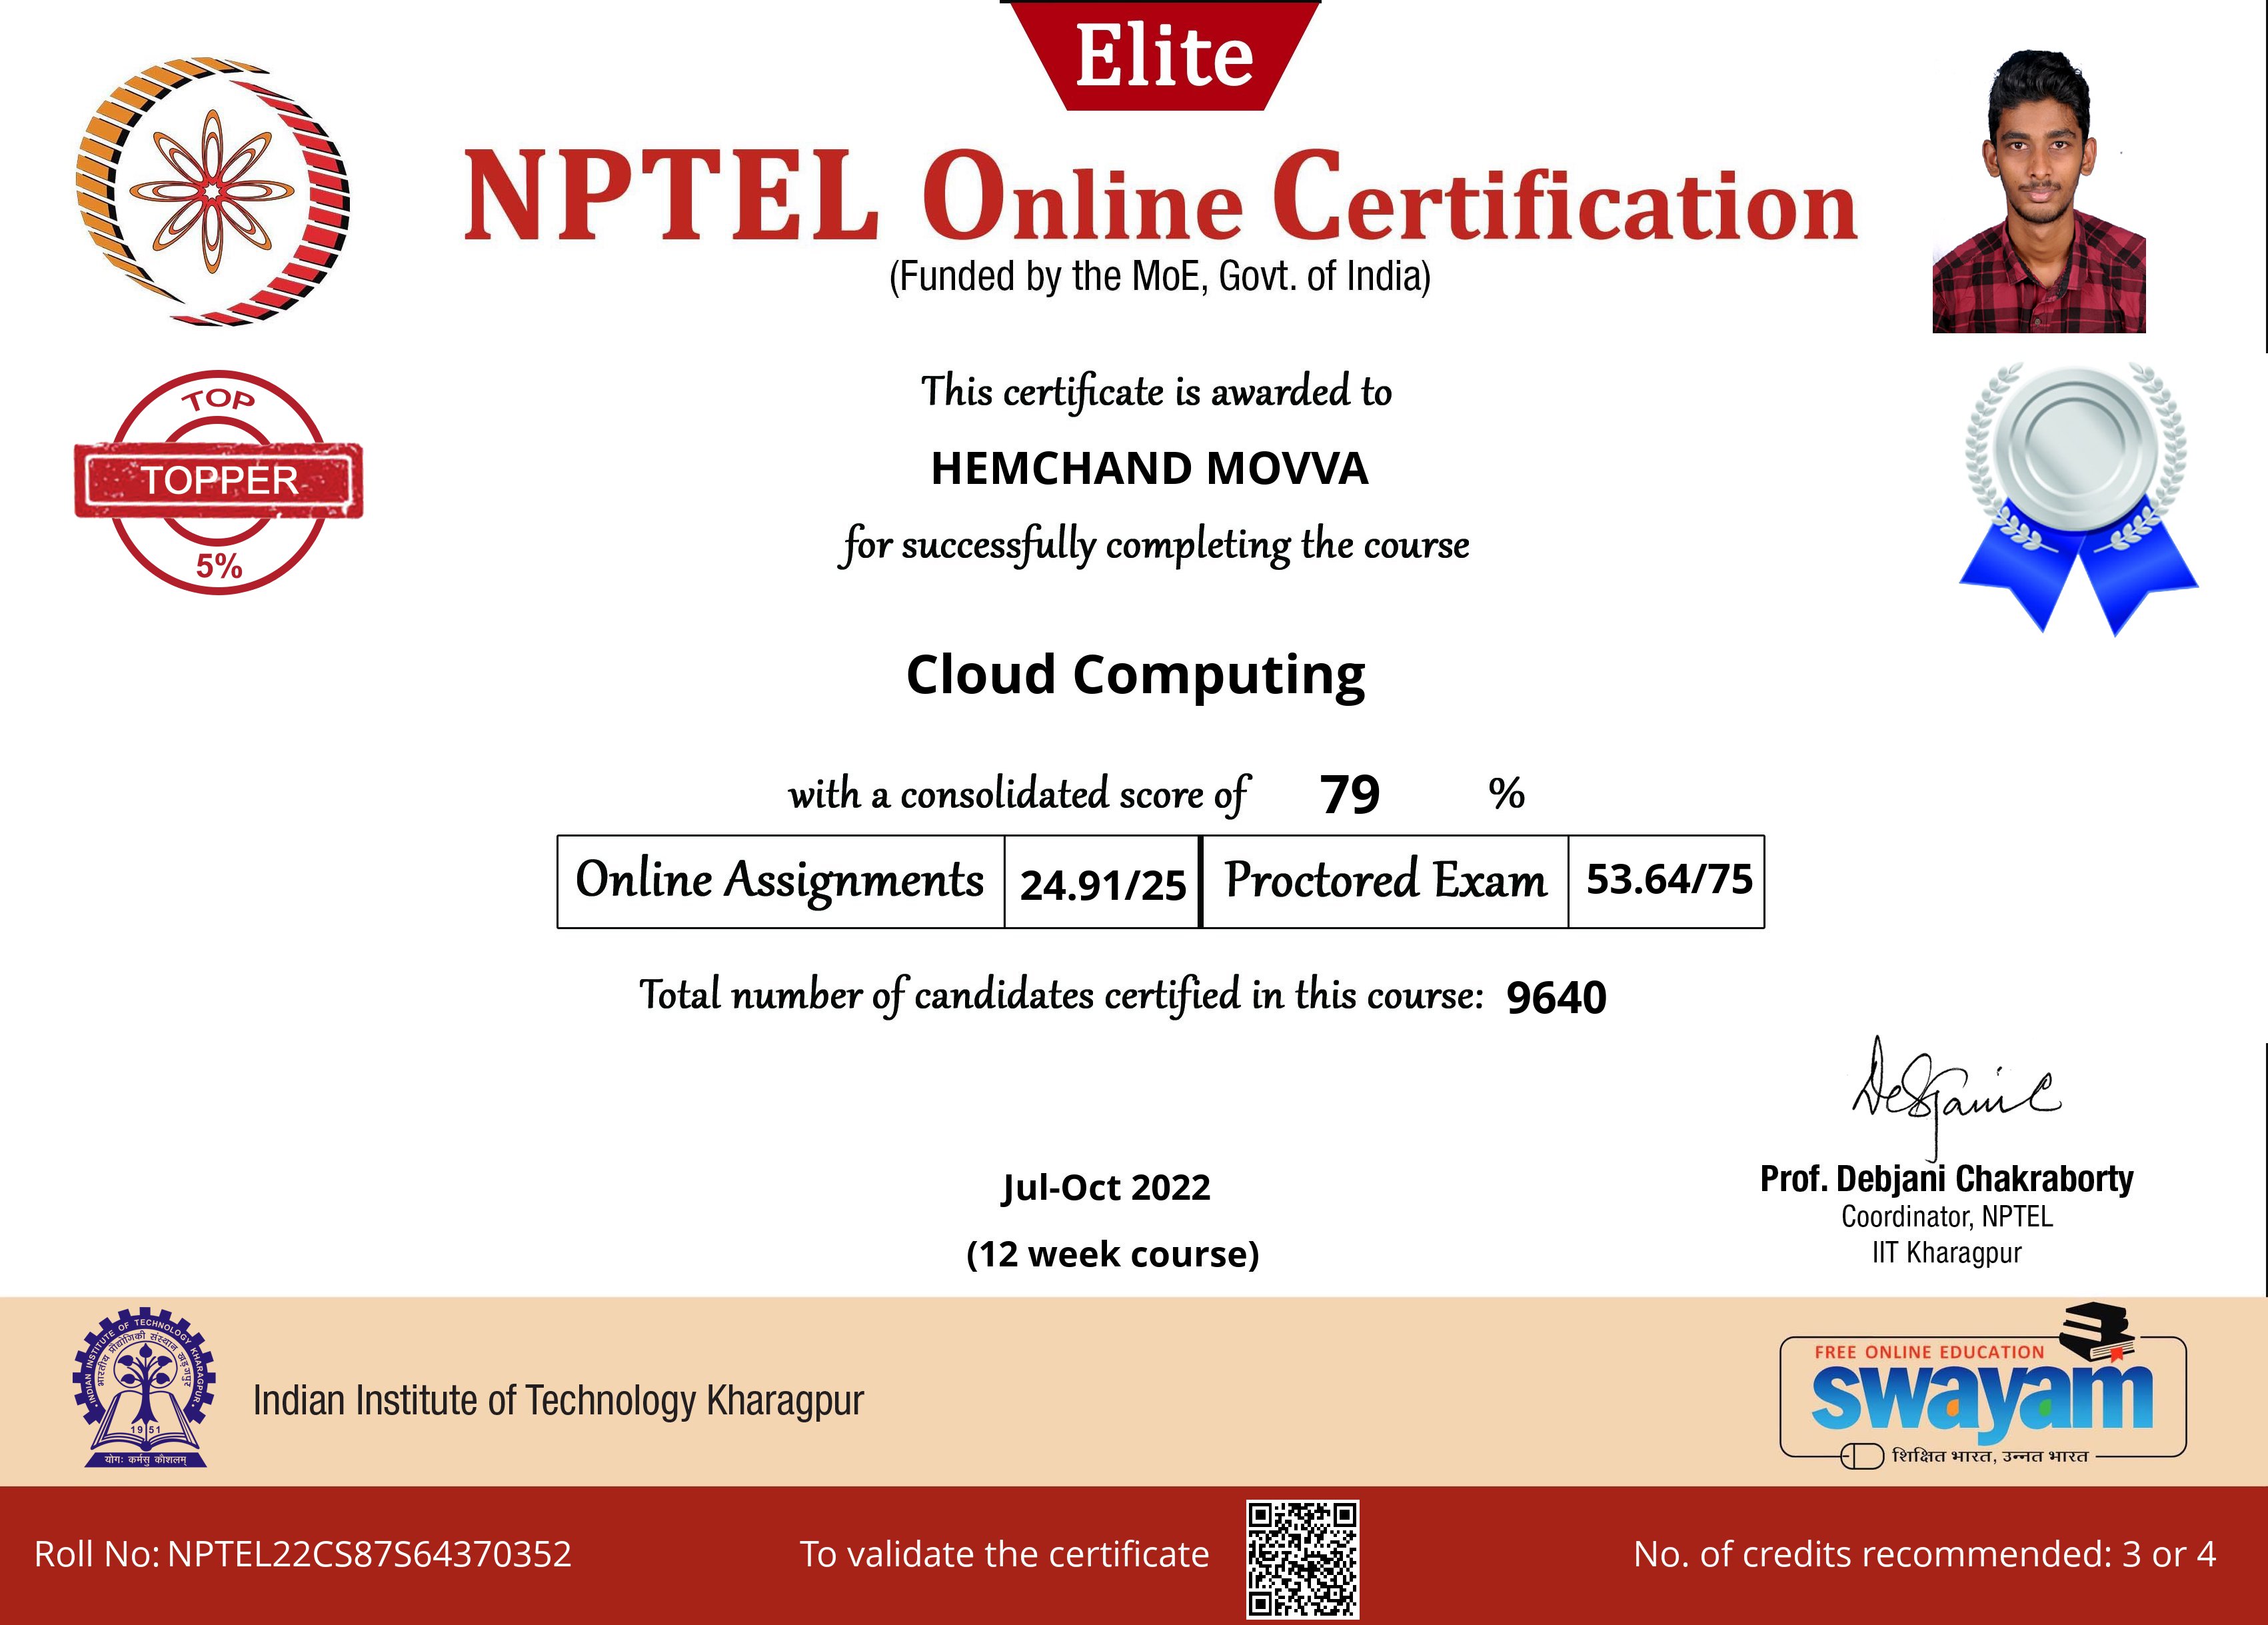 Elite
NPTEL Online Certification
(Funded by the MoE, Govt. of India)
TOP
TOPPER
5%
This certificate is awarded to
HEMCHAND MOVVA
for successfully completing the course
Cloud Computing
with a consolidated score of 79 %
Online Assignments 24.91/25 Proctored Exam 53.64/75
Total number of candidates certified in this course: 9640
Jul-Oct 2022
(12 week course)
Prof. Debjani Chakraborty
Coordinator, NPTEL
IIT Kharagpur
INDIAN INSTITUTE OF TECHNOLOGY KHARAGPUR
भारतीय प्रौद्योगिकी संस्थान खड़गपुर
19 51
योगः कर्मसु कौशलम्
Indian Institute of Technology Kharagpur
FREE ONLINE EDUCATION
swayam
शिक्षित भारत, उन्नत भारत
Roll No: NPTEL22CS87S64370352
To validate the certificate
No. of credits recommended: 3 or 4